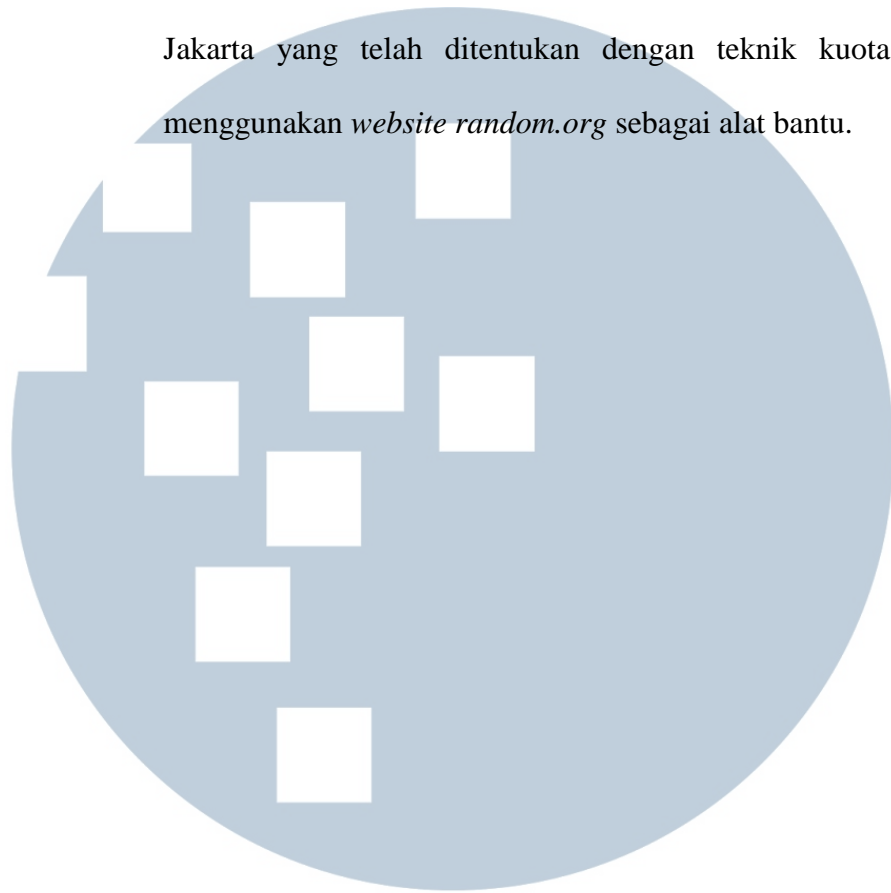 Jakarta yang telah ditentukan dengan teknik kuota
menggunakan website random.org sebagai alat bantu.